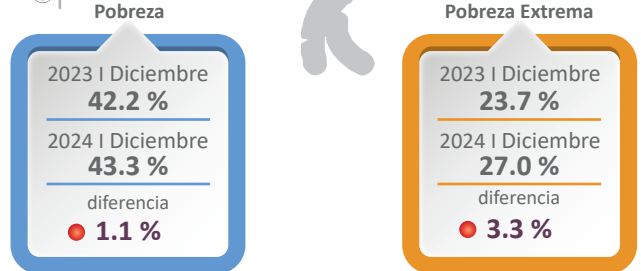 Pobreza
2023 I Diciembre
42.2 %
2024 I Diciembre
43.3 %
diferencia
1.1 %
Pobreza Extrema
2023 I Diciembre
23.7 %
2024 I Diciembre
27.0 %
diferencia
3.3 %